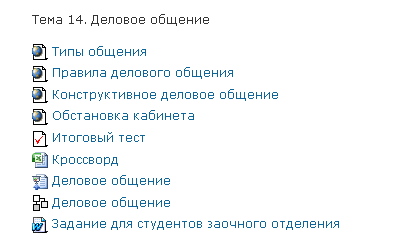 Тема 14. Деловое общение
Типы общения
Правила делового общения
Конструктивное деловое общение
Обстановка кабинета
Итоговый тест
Кроссворд
Деловое общение
Деловое общение
Задание для студентов заочного отделения